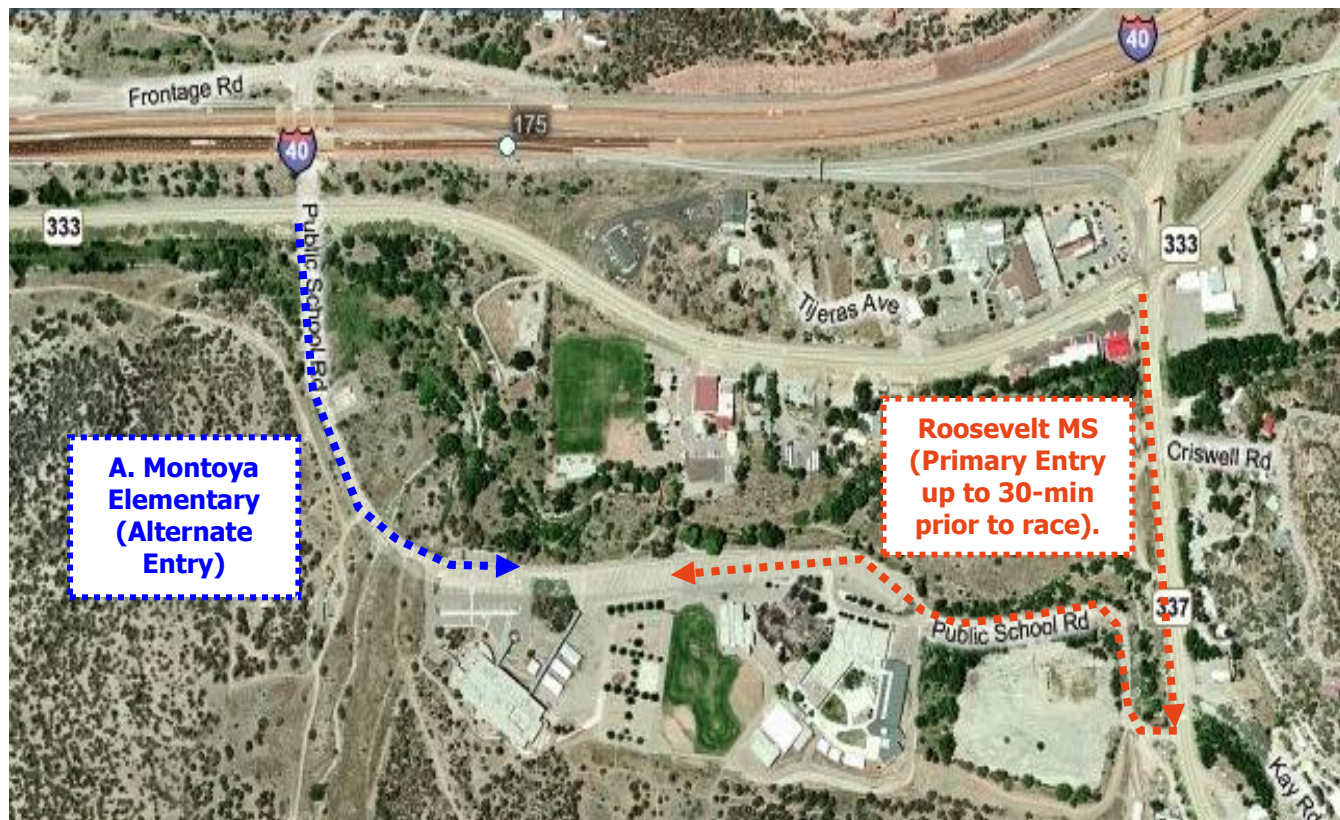 40
Frontage Rd
175
40
333
Public School Rd
333
Tijeras Ave
Roosevelt MS
(Primary Entry
up to 30-min
prior to race).
Criswell Rd
A. Montoya
Elementary
(Alternate
Entry)
337
Public School Rd
Kay Rd